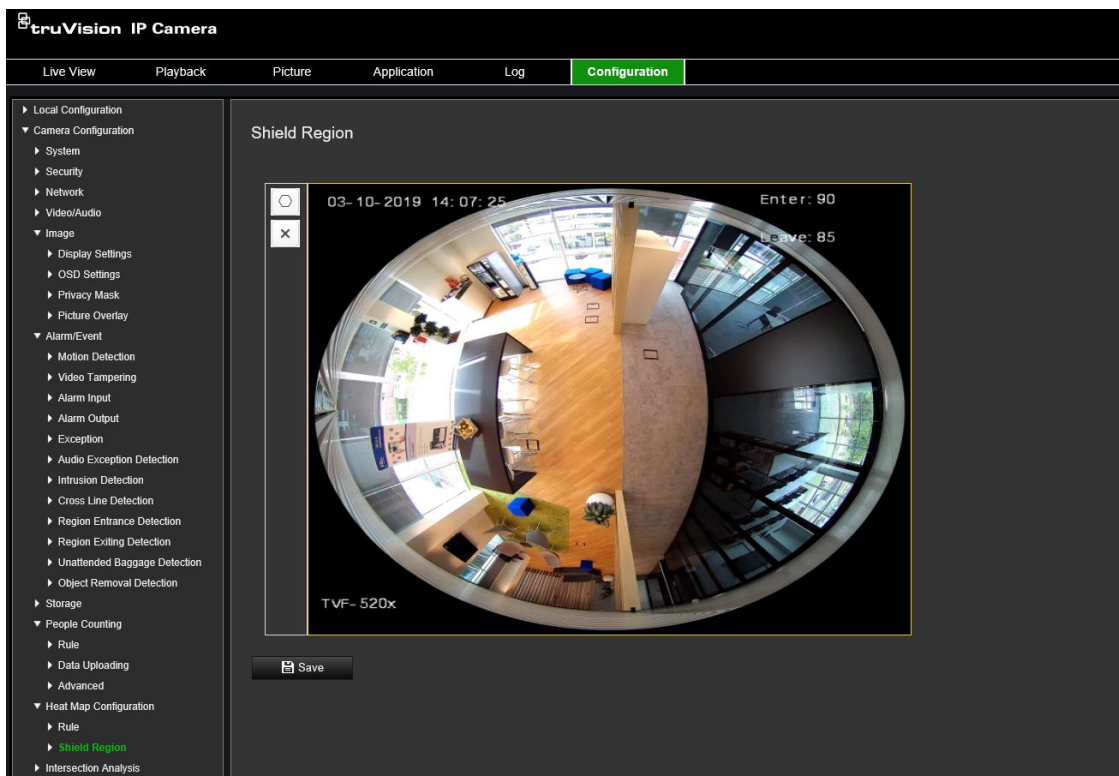 truVision IP Camera
Live View Playback Picture Application Log Configuration
Local Configuration
Camera Configuration
System
Security
Network
Video/Audio
Image
Display Settings
OSD Settings
Privacy Mask
Picture Overlay
Alarm/Event
Motion Detection
Video Tampering
Alarm Input
Alarm Output
Exception
Audio Exception Detection
Intrusion Detection
Cross Line Detection
Region Entrance Detection
Region Exiting Detection
Unattended Baggage Detection
Object Removal Detection
Storage
People Counting
Rule
Data Uploading
Advanced
Heat Map Configuration
Rule
Shield Region
Intersection Analysis
Shield Region
03-10-2019 14:07:25
Enter: 90
Leave: 85
TVF-520x
Save